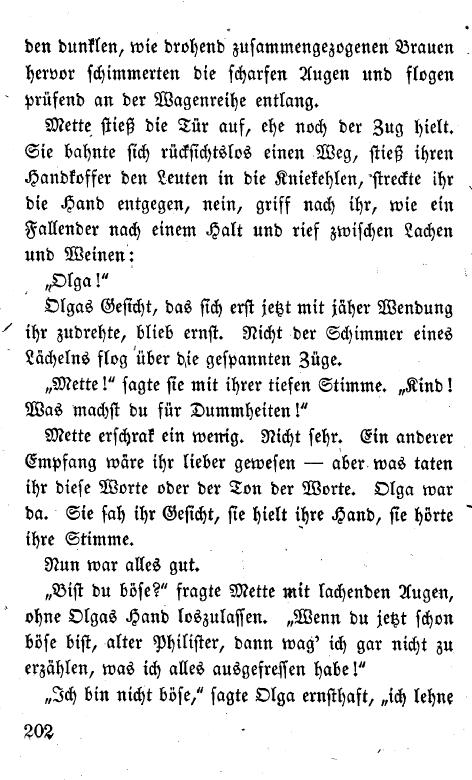 den dunklen, wie drohend zusammengezogenen Brauen
hervor schimmerten die scharfen Augen und flogen
prüfend an der Wagenreihe entlang.
Mette stieß die Tür auf, ehe noch der Zug hielt.
Sie bahnte sich rücksichtslos einen Weg, stieß ihren
Handkoffer den Leuten in die Kniekehlen, streckte ihr
die Hand entgegen, nein, griff nach ihr, wie ein
Fallender nach einem Halt und rief zwischen Lachen
und Weinen:
„Olga!“
Olgas Gesicht, das sich erst jetzt mit jäher Wendung
ihr zudrehte, blieb ernst. Nicht der Schimmer eines
Lächelns flog über die gespannten Züge.
„Mette!“ sagte sie mit ihrer tiefen Stimme. „Kind!
Was machst du für Dummheiten!“
Mette erschrak ein wenig. Nicht sehr. Ein anderer
Empfang wäre ihr lieber gewesen — aber was taten
ihr diese Worte oder der Ton der Worte. Olga war
da. Sie sah ihr Gesicht, sie hielt ihre Hand, sie hörte
ihre Stimme.
Nun war alles gut.
„Bist du böse?“ fragte Mette mit lachenden Augen,
ohne Olgas Hand loszulassen. „Wenn du jetzt schon
böse bist, alter Philister, dann wag' ich gar nicht zu
erzählen, was ich alles ausgefressen habe!“
„Ich bin nicht böse,“ sagte Olga ernsthaft, „ich lehne
202